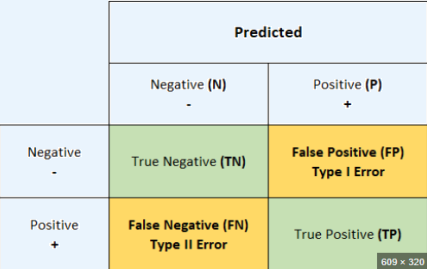 Predicted
Negative (N)
-
Positive (P)
+
Negative
-
True Negative (TN)
False Positive (FP)
Type I Error
Positive
+
False Negative (FN)
Type II Error
True Positive (TP)
609 × 320